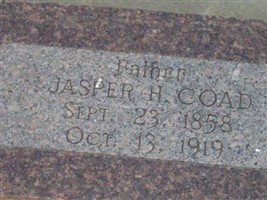 Father
JASPER H. COAD
SEPT. 23, 1858
OCT. 13, 1919